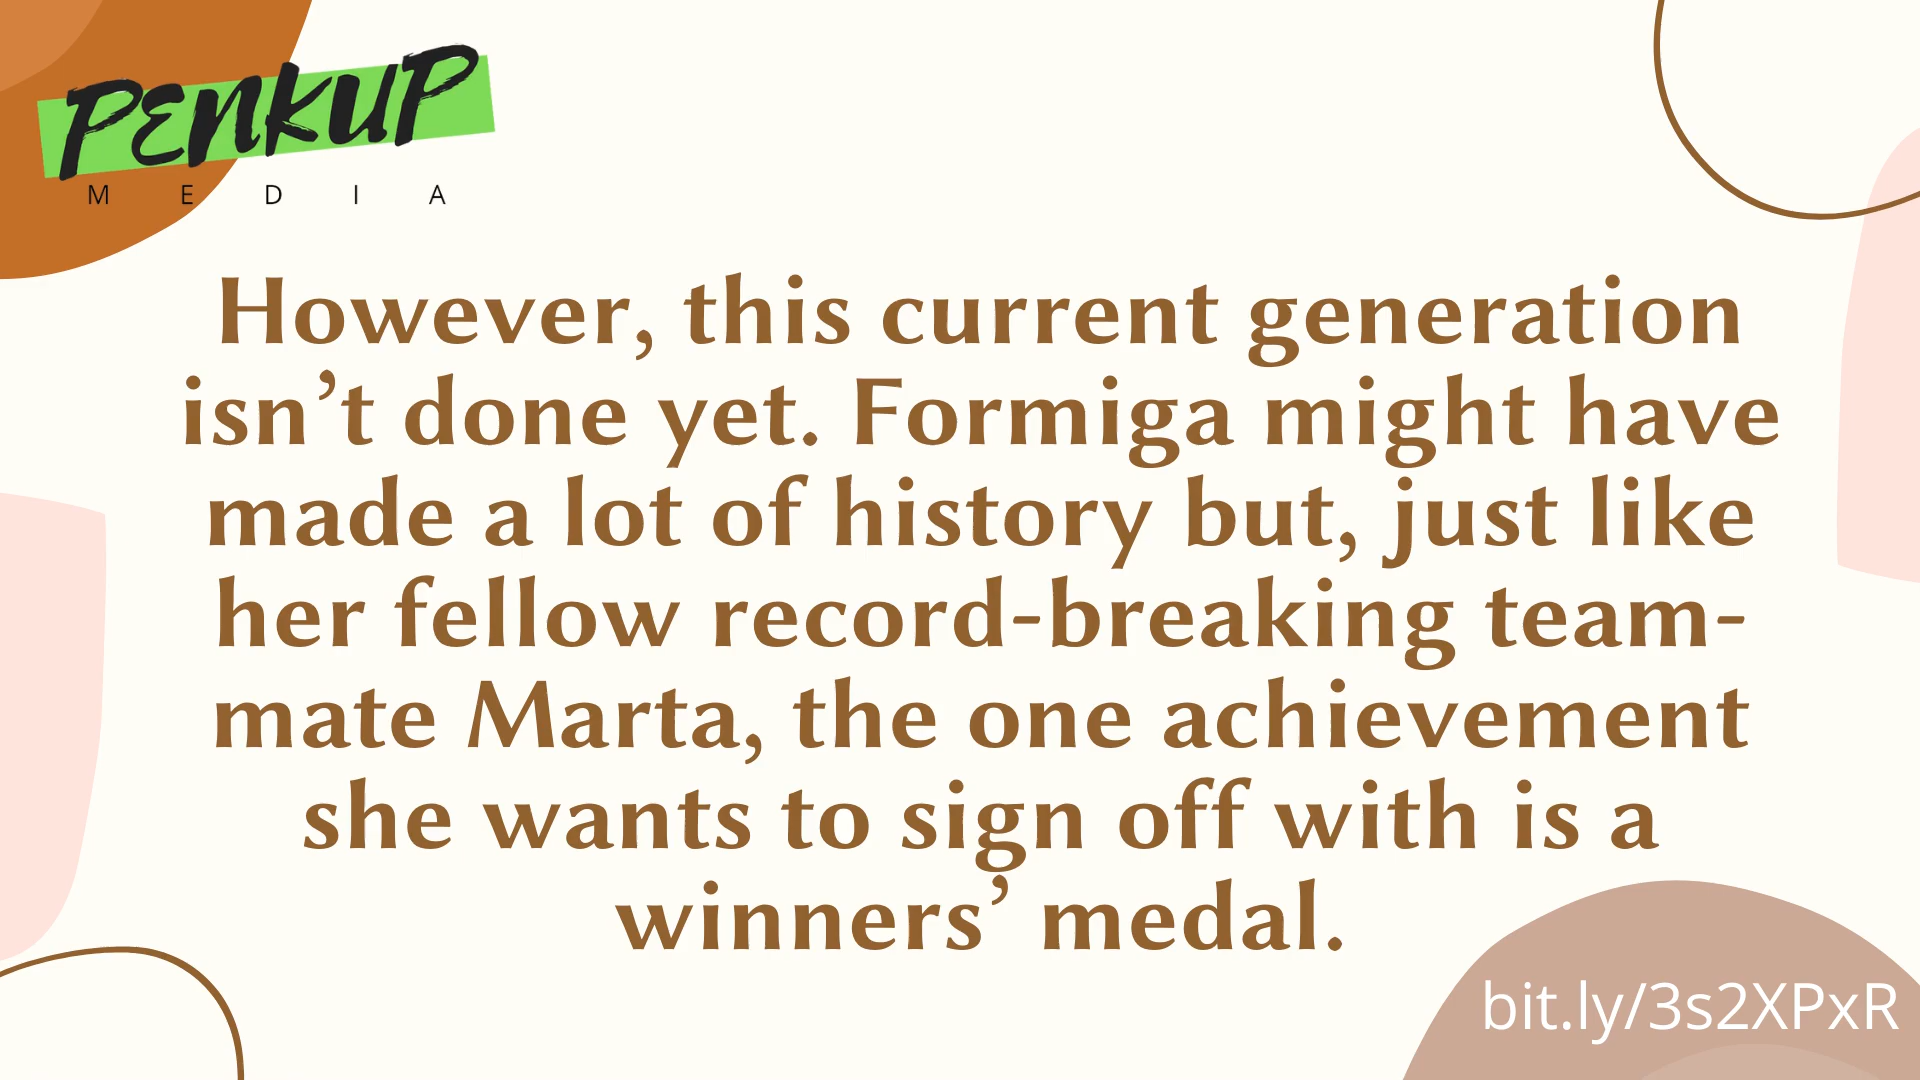 PENKUP
MEDIA
However, this current generation
isn’t done yet. Formiga might have
made a lot of history but, just like
her fellow record-breaking team-
mate Marta, the one achievement
she wants to sign off with is a
winners’ medal.
bit.ly/3s2XPxR